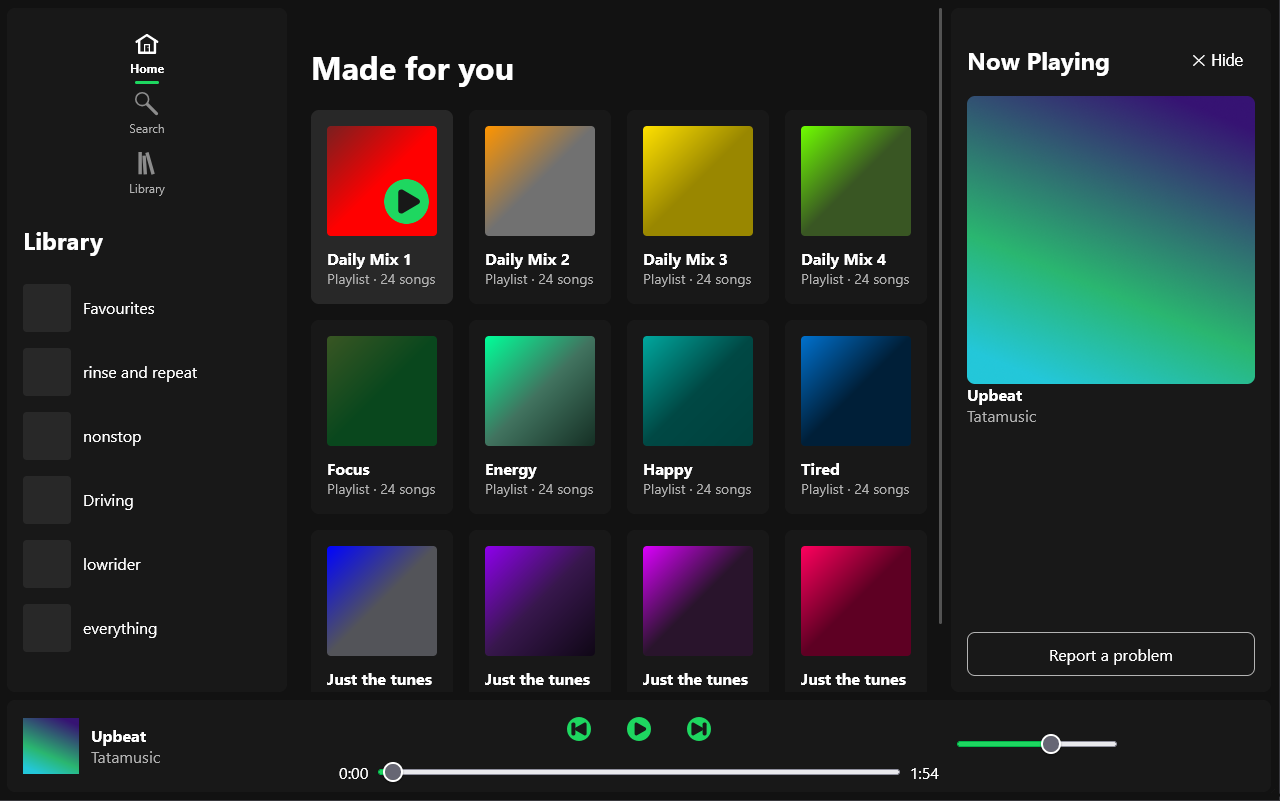 Home
Search
Library
Library
Favourites
rinse and repeat
nonstop
Driving
lowrider
everything
Made for you
Daily Mix 1
Playlist · 24 songs
Daily Mix 2
Playlist · 24 songs
Daily Mix 3
Playlist · 24 songs
Daily Mix 4
Playlist · 24 songs
Focus
Playlist · 24 songs
Energy
Playlist · 24 songs
Happy
Playlist · 24 songs
Tired
Playlist · 24 songs
Just the tunes
Just the tunes
Just the tunes
Just the tunes
Now Playing
Hide
Upbeat
Tatamusic
Report a problem
Upbeat
Tatamusic
0:00
1:54